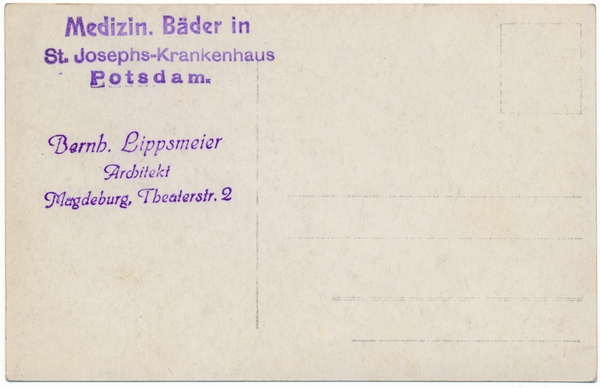 Medizin. Bäder in
St. Josephs-Krankenhaus
Potsdam.
Bernh. Lippsmeier
Architekt
Magdeburg, Theaterstr. 2